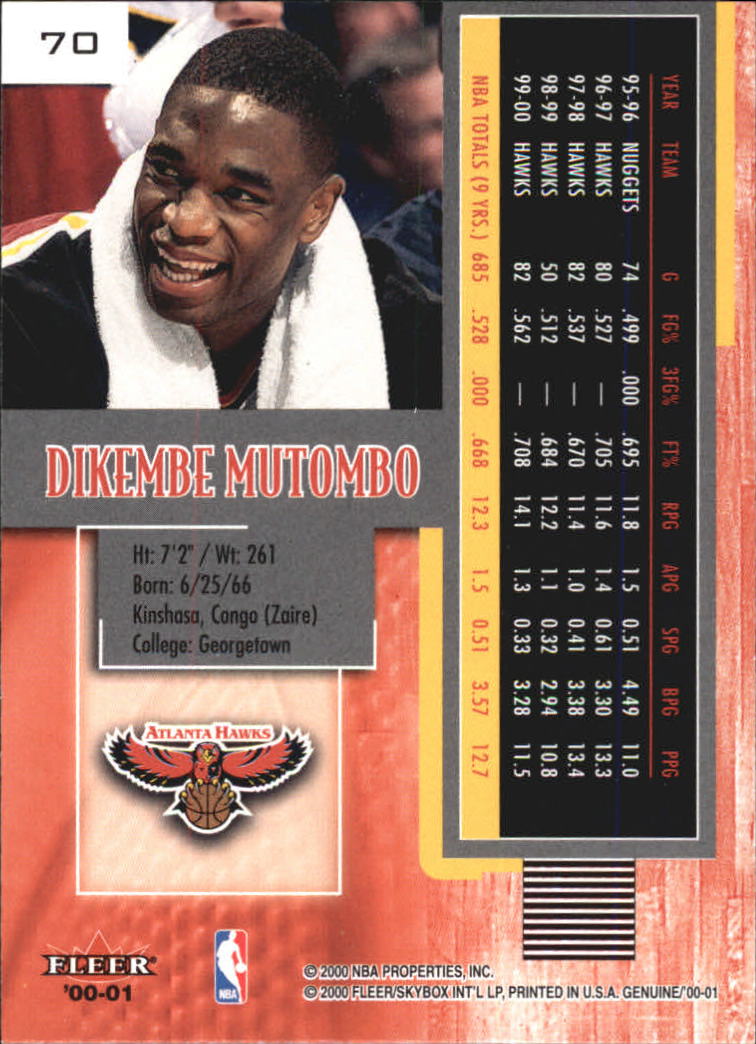 70
DIKEMBE MUTOMBO
Ht: 7'2" / Wt: 261
Born: 6/25/66
Kinshasa, Congo (Zaire)
College: Georgetown
ATLANTA HAWKS
YEAR TEAM G FG% 3FG% FT% RPG APG SPG BPG PPG
95-96 NUGGETS 74 .499 .000 .695 11.8 1.5 0.51 4.49 11.0
96-97 HAWKS 80 .527 — .705 11.6 1.4 0.61 3.30 13.3
97-98 HAWKS 82 .537 — .670 11.4 1.0 0.41 3.38 13.4
98-99 HAWKS 50 .512 — .684 12.2 1.1 0.32 2.94 10.8
99-00 HAWKS 82 .562 — .708 14.1 1.3 0.33 3.28 11.5
NBA TOTALS (9 YRS.) 685 .528 .000 .668 12.3 1.5 0.51 3.57 12.7
FLEER®
'00-01
NBA
© 2000 NBA PROPERTIES, INC.
© 2000 FLEER/SKYBOX INT'L LP, PRINTED IN U.S.A. GENUINE/'00-01